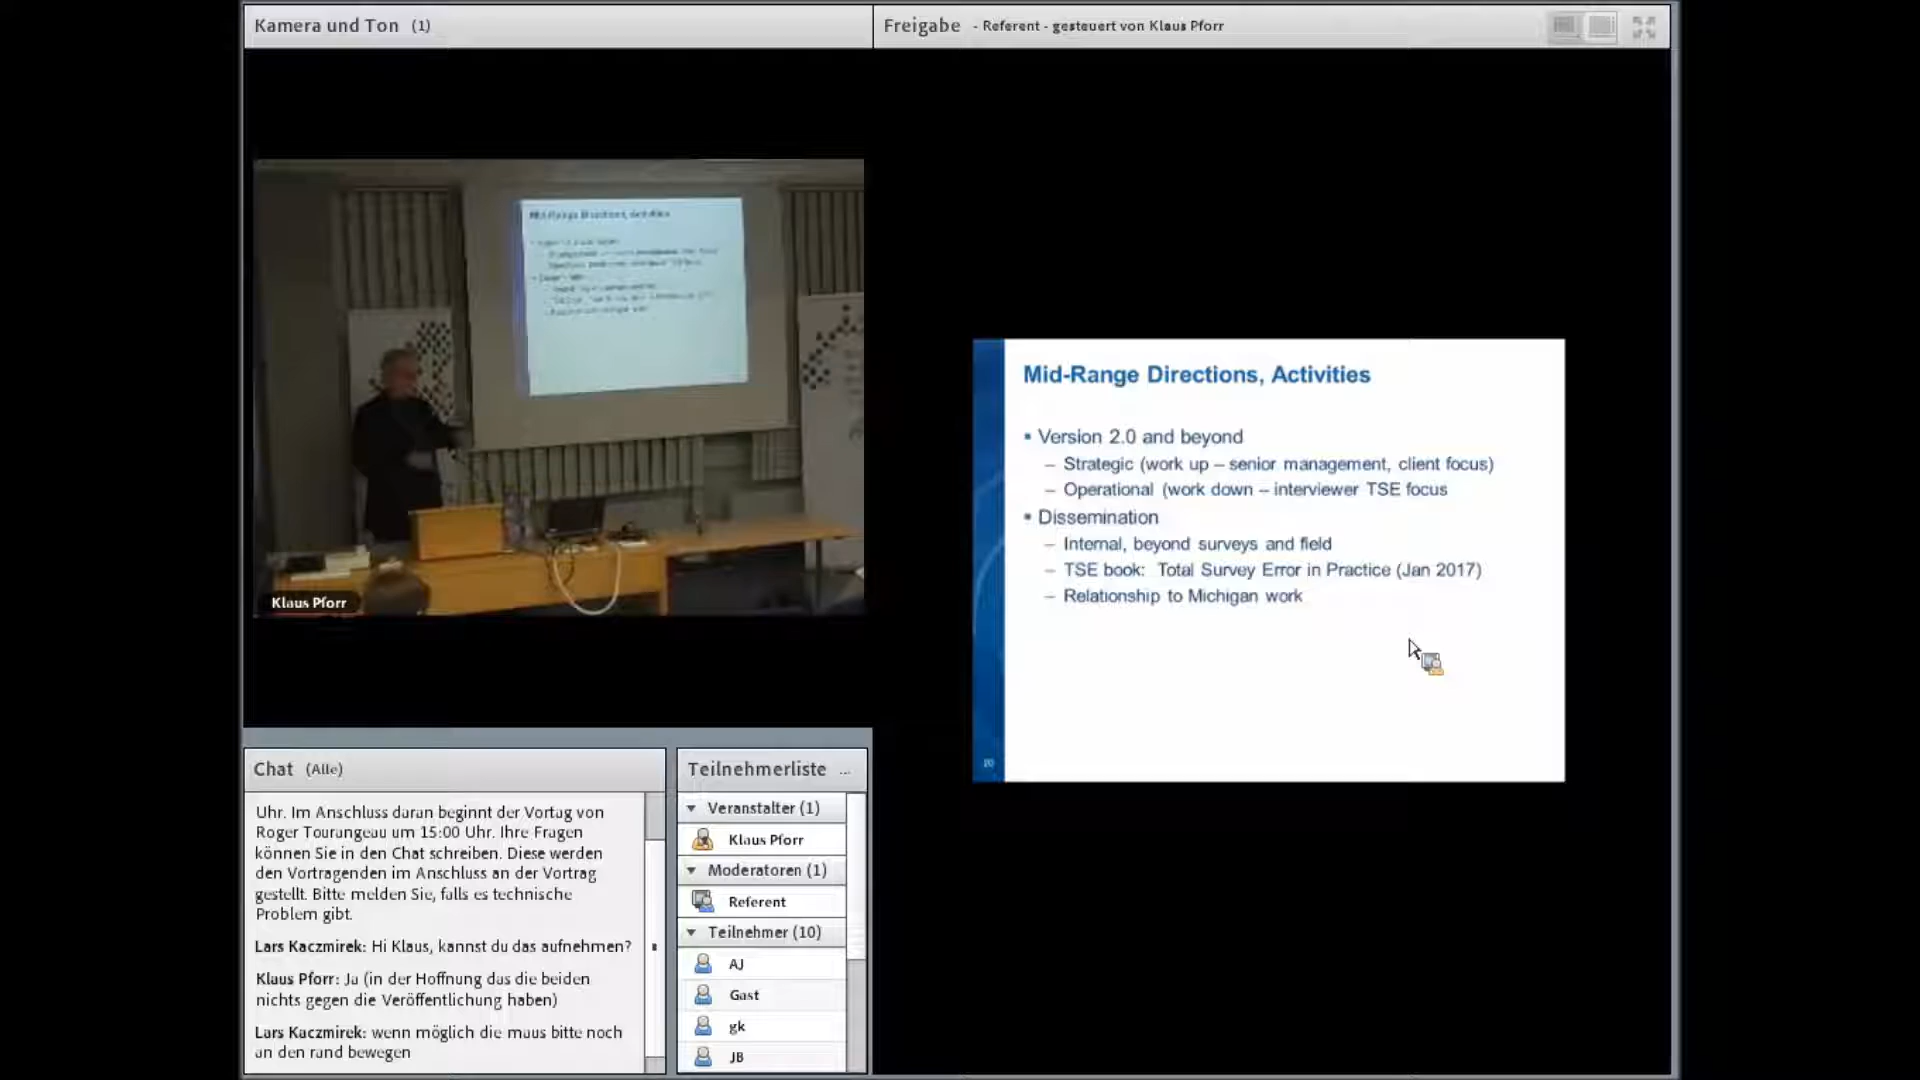 Kamera und Ton (1)
Freigabe - Referent - gesteuert von Klaus Pforr
Mid-Range Directions, Activities
Klaus Pforr
Mid-Range Directions, Activities
▪ Version 2.0 and beyond
– Strategic (work up – senior management, client focus)
– Operational (work down – interviewer TSE focus
▪ Dissemination
– Internal, beyond surveys and field
– TSE book: Total Survey Error in Practice (Jan 2017)
– Relationship to Michigan work
20
Chat (Alle)
Uhr. Im Anschluss daran beginnt der Vortag von
Roger Tourangeau um 15:00 Uhr. Ihre Fragen
können Sie in den Chat schreiben. Diese werden
den Vortragenden im Anschluss an der Vortrag
gestellt. Bitte melden Sie, falls es technische
Problem gibt.
Lars Kaczmirek: Hi Klaus, kannst du das aufnehmen?
Klaus Pforr: Ja (in der Hoffnung das die beiden
nichts gegen die Veröffentlichung haben)
Lars Kaczmirek: wenn möglich die maus bitte noch
an den rand bewegen
Teilnehmerliste ...
Veranstalter (1)
Klaus Pforr
Moderatoren (1)
Referent
Teilnehmer (10)
AJ
Gast
gk
JB